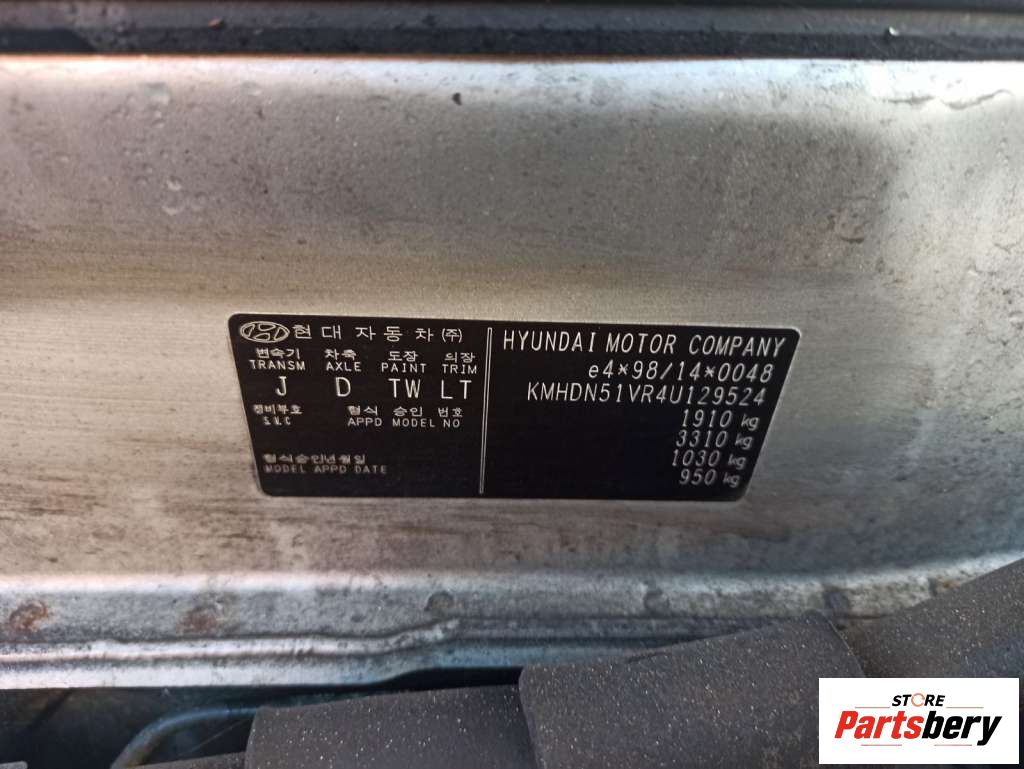 현대자동차(주)
변속기 차축 도장 의장
TRANSM AXLE PAINT TRIM
J D TW LT
정비부호 형식 승인 번호
S.M.C APPD MODEL NO
형식승인년월일
MODEL APPD DATE
HYUNDAI MOTOR COMPANY
e4*98/14*0048
KMHDN51VR4U129524
1910 kg
3310 kg
1030 kg
950 kg
STORE
Partsbery